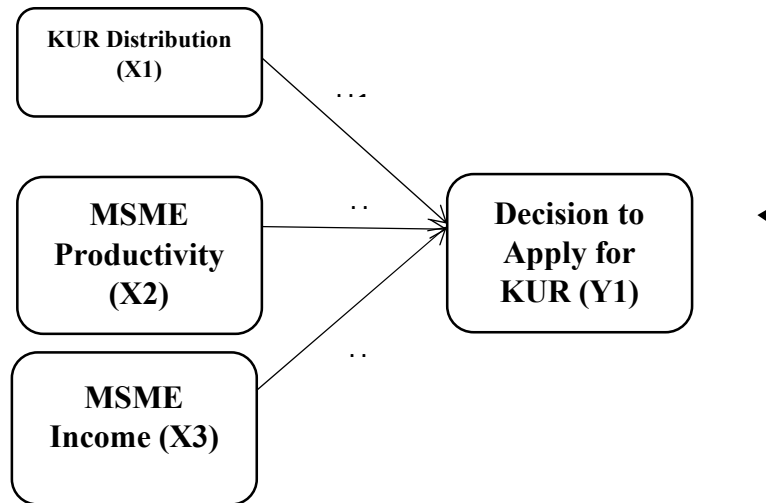 KUR Distribution
(X1)
MSME
Productivity
(X2)
Decision to
Apply for
KUR (Y1)
MSME
Income (X3)